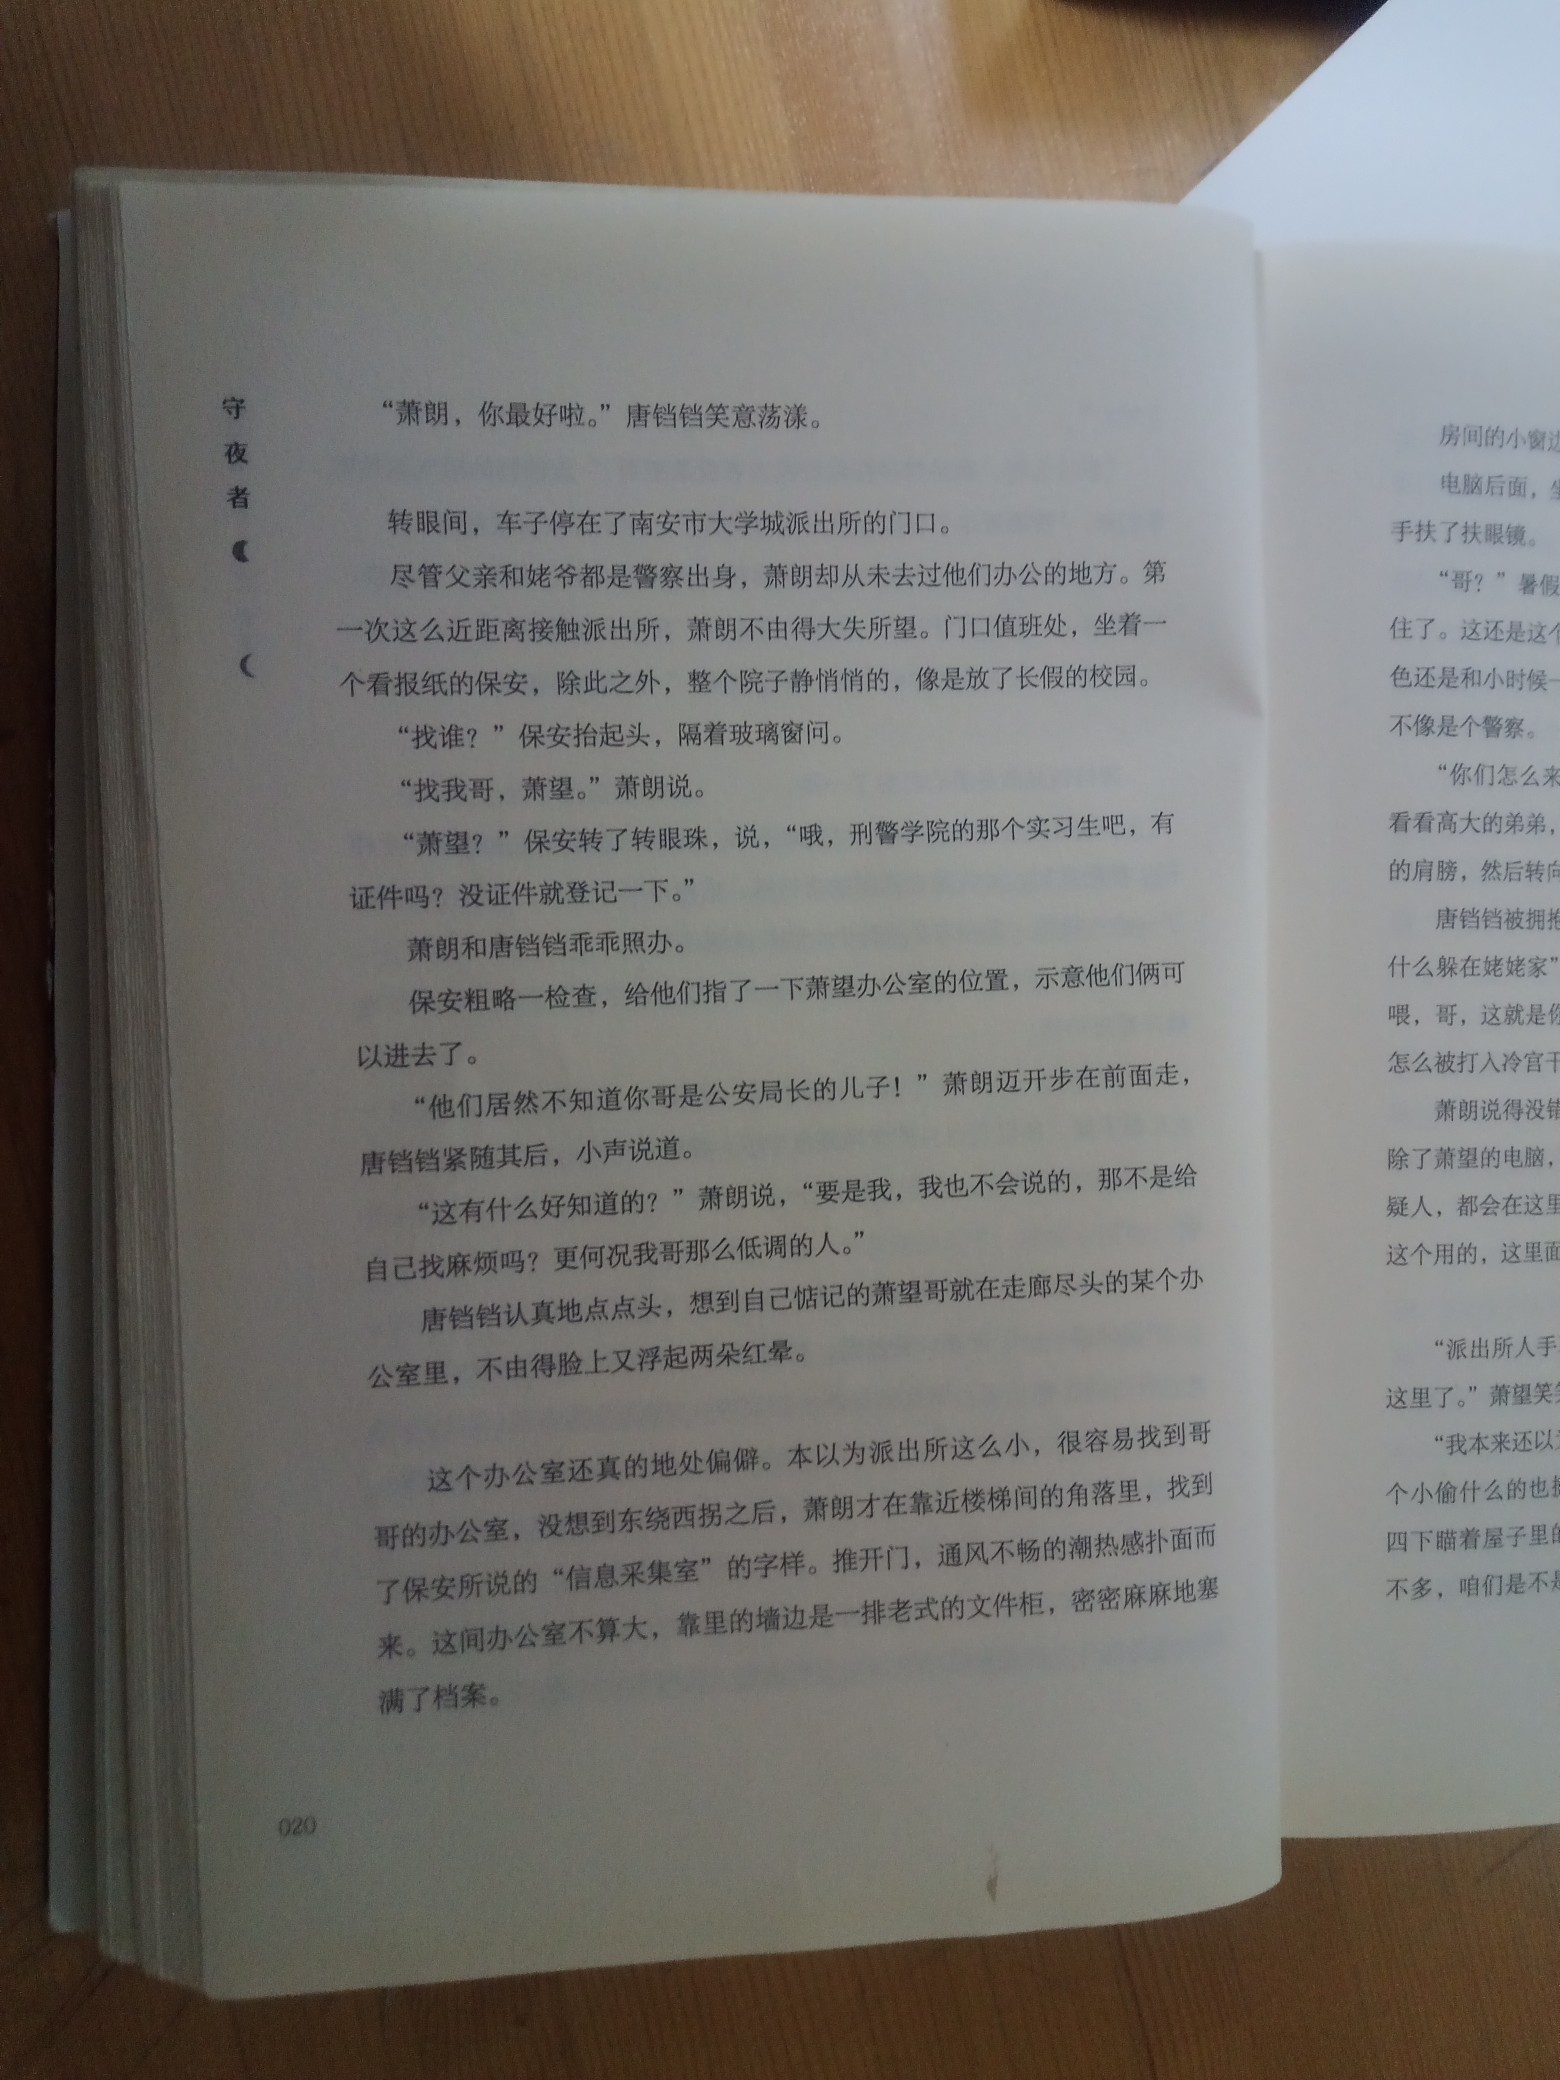 守夜者
“萧朗，你最好啦。”唐铛铛笑意荡漾。
转眼间，车子停在了南安市大学城派出所的门口。
尽管父亲和姥爷都是警察出身，萧朗却从未去过他们办公的地方。第
一次这么近距离接触派出所，萧朗不由得大失所望。门口值班处，坐着一
个看报纸的保安，除此之外，整个院子静悄悄的，像是放了长假的校园。
“找谁？”保安抬起头，隔着玻璃窗问。
“找我哥，萧望。”萧朗说。
“萧望？”保安转了转眼珠，说，“哦，刑警学院的那个实习生吧，有
证件吗？没证件就登记一下。”
萧朗和唐铛铛乖乖照办。
保安粗略一检查，给他们指了一下萧望办公室的位置，示意他们俩可
以进去了。
“他们居然不知道你哥是公安局长的儿子！”萧朗迈开步在前面走，
唐铛铛紧随其后，小声说道。
“这有什么好知道的？”萧朗说，“要是我，我也不会说的，那不是给
自己找麻烦吗？更何况我哥那么低调的人。”
唐铛铛认真地点点头，想到自己惦记的萧望哥就在走廊尽头的某个办
公室里，不由得脸上又浮起两朵红晕。
这个办公室还真的地处偏僻。本以为派出所这么小，很容易找到哥
哥的办公室，没想到东绕西拐之后，萧朗才在靠近楼梯间的角落里，找到
了保安所说的“信息采集室”的字样。推开门，通风不畅的潮热感扑面而
来。这间办公室不算大，靠里的墙边是一排老式的文件柜，密密麻麻地塞
满了档案。
020
房间的小窗边
电脑后面，坐
手扶了扶眼镜。
“哥？”暑假
住了。这还是这个
色还是和小时候一
不像是个警察。
“你们怎么来
看看高大的弟弟，
的肩膀，然后转向
唐铛铛被拥抱
什么躲在姥姥家”
喂，哥，这就是你
怎么被打入冷宫干
萧朗说得没错
除了萧望的电脑，
疑人，都会在这里
这个用的，这里面
“派出所人手
这里了。”萧望笑笑
“我本来还以为
个小偷什么的也
四下瞄着屋子里的
不多，咱们是不是